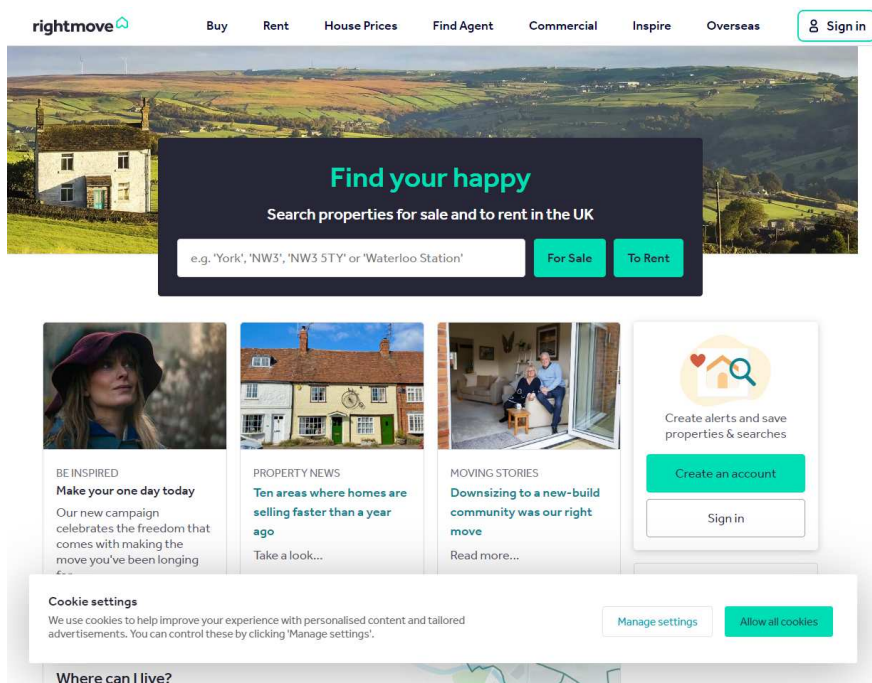 rightmove
Buy
Rent
House Prices
Find Agent
Commercial
Inspire
Overseas
Sign in
Find your happy
Search properties for sale and to rent in the UK
e.g. 'York', 'NW3', 'NW3 5TY' or 'Waterloo Station'
For Sale
To Rent
BE INSPIRED
Make your one day today
Our new campaign
celebrates the freedom that
comes with making the
move you've been longing
PROPERTY NEWS
Ten areas where homes are
selling faster than a year
ago
Take a look...
MOVING STORIES
Downsizing to a new-build
community was our right
move
Read more...
Create alerts and save
properties & searches
Create an account
Sign in
Cookie settings
We use cookies to help improve your experience with personalised content and tailored
advertisements. You can control these by clicking 'Manage settings'.
Manage settings
Allow all cookies
Where can I live?